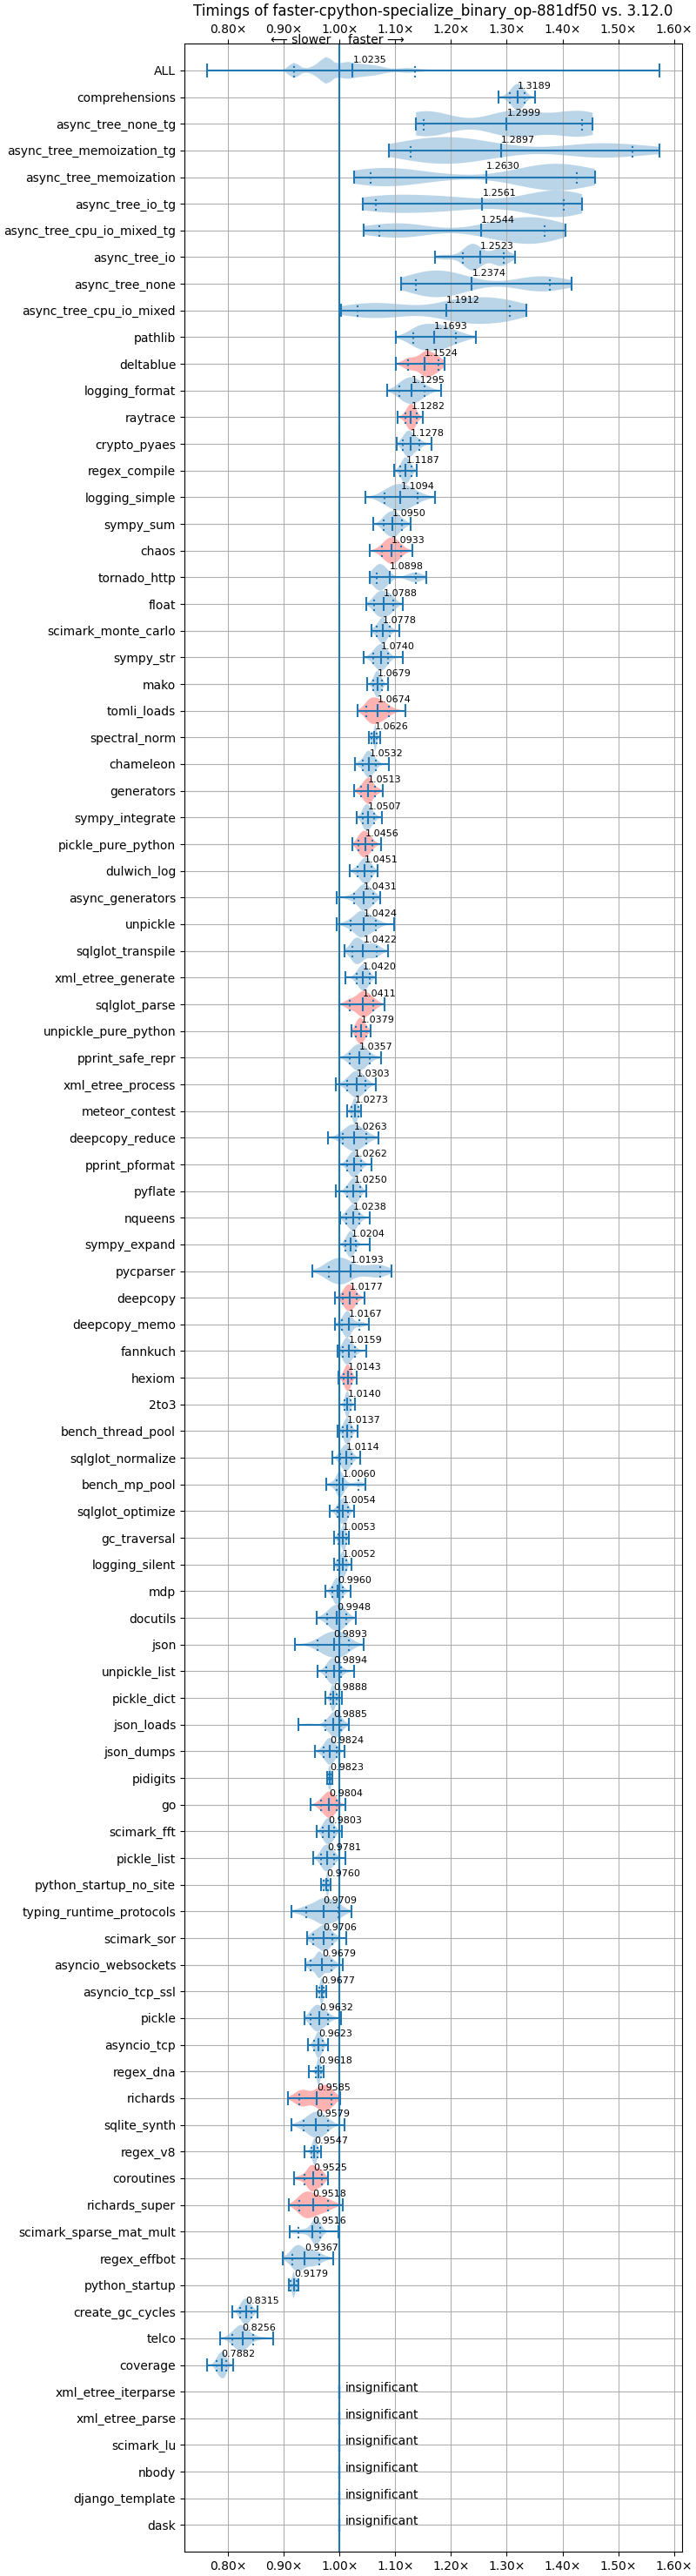 Timings of faster-cpython-specialize_binary_op-881df50 vs. 3.12.0
0.80× 0.90× 1.00× 1.10× 1.20× 1.30× 1.40× 1.50× 1.60×
←— slower faster —→
ALL 1.0235
comprehensions 1.3189
async_tree_none_tg 1.2999
async_tree_memoization_tg 1.2897
async_tree_memoization 1.2630
async_tree_io_tg 1.2561
async_tree_cpu_io_mixed_tg 1.2544
async_tree_io 1.2523
async_tree_none 1.2374
async_tree_cpu_io_mixed 1.1912
pathlib 1.1693
deltablue 1.1524
logging_format 1.1295
raytrace 1.1282
crypto_pyaes 1.1278
regex_compile 1.1187
logging_simple 1.1094
sympy_sum 1.0950
chaos 1.0933
tornado_http 1.0898
float 1.0788
scimark_monte_carlo 1.0778
sympy_str 1.0740
mako 1.0679
tomli_loads 1.0674
spectral_norm 1.0626
chameleon 1.0532
generators 1.0513
sympy_integrate 1.0507
pickle_pure_python 1.0456
dulwich_log 1.0451
async_generators 1.0431
unpickle 1.0424
sqlglot_transpile 1.0422
xml_etree_generate 1.0420
sqlglot_parse 1.0411
unpickle_pure_python 1.0379
pprint_safe_repr 1.0357
xml_etree_process 1.0303
meteor_contest 1.0273
deepcopy_reduce 1.0263
pprint_pformat 1.0262
pyflate 1.0250
nqueens 1.0238
sympy_expand 1.0204
pycparser 1.0193
deepcopy 1.0177
deepcopy_memo 1.0167
fannkuch 1.0159
hexiom 1.0143
2to3 1.0140
bench_thread_pool 1.0137
sqlglot_normalize 1.0114
bench_mp_pool 1.0060
sqlglot_optimize 1.0054
gc_traversal 1.0053
logging_silent 1.0052
mdp 0.9960
docutils 0.9948
json 0.9893
unpickle_list 0.9894
pickle_dict 0.9888
json_loads 0.9885
json_dumps 0.9824
pidigits 0.9823
go 0.9804
scimark_fft 0.9803
pickle_list 0.9781
python_startup_no_site 0.9760
typing_runtime_protocols 0.9709
scimark_sor 0.9706
asyncio_websockets 0.9679
asyncio_tcp_ssl 0.9677
pickle 0.9632
asyncio_tcp 0.9623
regex_dna 0.9618
richards 0.9585
sqlite_synth 0.9579
regex_v8 0.9547
coroutines 0.9525
richards_super 0.9518
scimark_sparse_mat_mult 0.9516
regex_effbot 0.9367
python_startup 0.9179
create_gc_cycles 0.8315
telco 0.8256
coverage 0.7882
xml_etree_iterparse insignificant
xml_etree_parse insignificant
scimark_lu insignificant
nbody insignificant
django_template insignificant
dask insignificant
0.80× 0.90× 1.00× 1.10× 1.20× 1.30× 1.40× 1.50× 1.60×